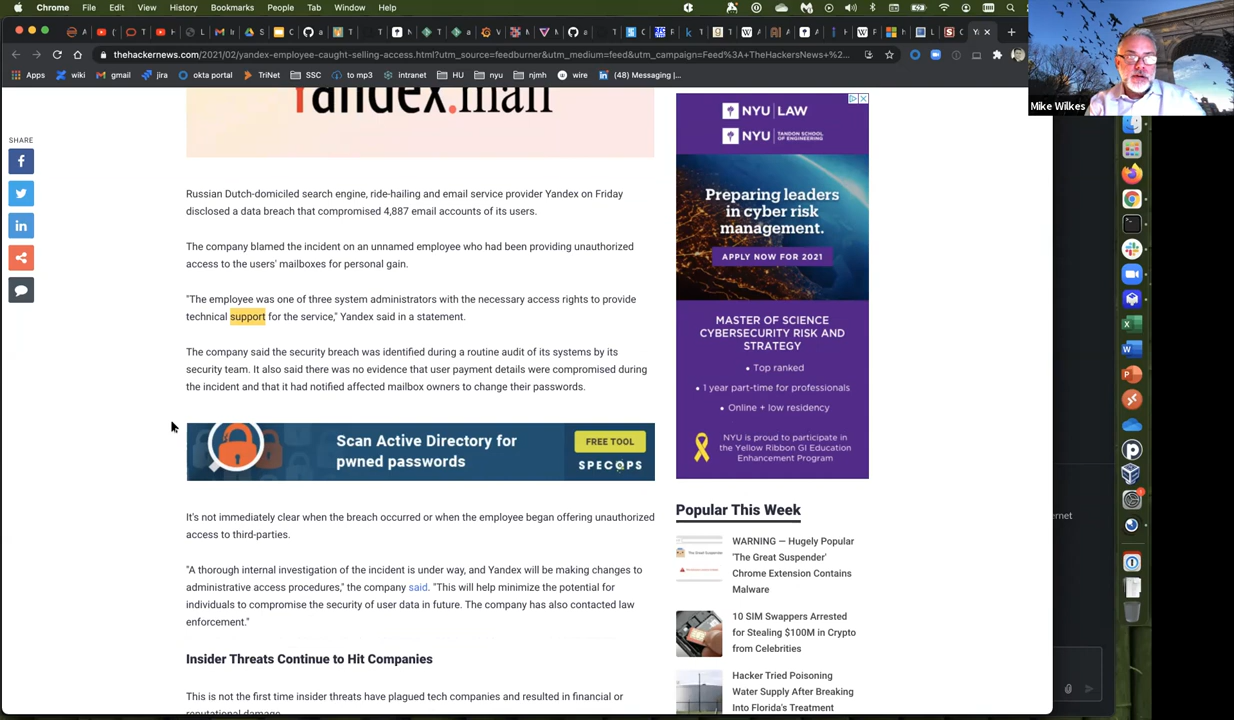 Chrome File Edit View History Bookmarks People Tab Window Help
thehackernews.com/2021/02/yandex-employee-caught-selling-access.html?utm_source=feedburner&utm_medium=feed&utm_campaign=Feed%3A+TheHackersNews+%2...
Apps wiki gmail jira okta portal TriNet SSC to mp3 intranet HU nyu njmh wire (48) Messaging |...
Mike Wilkes
Yandex.mail
SHARE
Russian Dutch-domiciled search engine, ride-hailing and email service provider Yandex on Friday
disclosed a data breach that compromised 4,887 email accounts of its users.
The company blamed the incident on an unnamed employee who had been providing unauthorized
access to the users' mailboxes for personal gain.
"The employee was one of three system administrators with the necessary access rights to provide
technical support for the service," Yandex said in a statement.
The company said the security breach was identified during a routine audit of its systems by its
security team. It also said there was no evidence that user payment details were compromised during
the incident and that it had notified affected mailbox owners to change their passwords.
Scan Active Directory for
pwned passwords
FREE TOOL
SPECOPS
It's not immediately clear when the breach occurred or when the employee began offering unauthorized
access to third-parties.
"A thorough internal investigation of the incident is under way, and Yandex will be making changes to
administrative access procedures," the company said. "This will help minimize the potential for
individuals to compromise the security of user data in future. The company has also contacted law
enforcement."
Insider Threats Continue to Hit Companies
This is not the first time insider threats have plagued tech companies and resulted in financial or
reputational damage.
NYU LAW
NYU TANDON SCHOOL
OF ENGINEERING
Preparing leaders
in cyber risk
management.
APPLY NOW FOR 2021
MASTER OF SCIENCE
CYBERSECURITY RISK AND
STRATEGY
• Top ranked
• 1 year part-time for professionals
• Online + low residency
NYU is proud to participate in
the Yellow Ribbon GI Education
Enhancement Program
Popular This Week
WARNING — Hugely Popular
'The Great Suspender'
Chrome Extension Contains
Malware
10 SIM Swappers Arrested
for Stealing $100M in Crypto
from Celebrities
Hacker Tried Poisoning
Water Supply After Breaking
Into Florida's Treatment